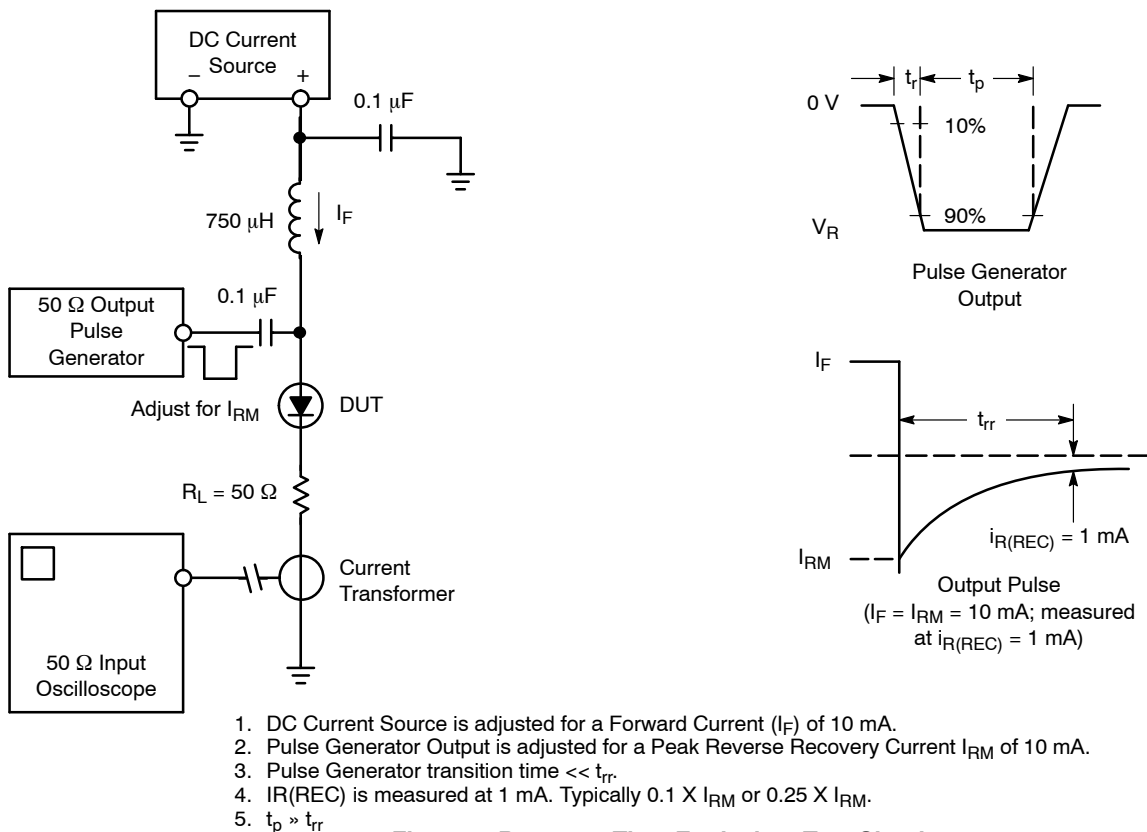 DC Current
Source
− +
0.1 μF
750 μH
I_F
50 Ω Output
Pulse
Generator
0.1 μF
Adjust for I_RM
DUT
R_L = 50 Ω
Current
Transformer
50 Ω Input
Oscilloscope
t_r t_p
0 V
10%
90%
V_R
Pulse Generator
Output
I_F
t_rr
i_R(REC) = 1 mA
I_RM
Output Pulse
(I_F = I_RM = 10 mA; measured
at i_R(REC) = 1 mA)
1. DC Current Source is adjusted for a Forward Current (I_F) of 10 mA.
2. Pulse Generator Output is adjusted for a Peak Reverse Recovery Current I_RM of 10 mA.
3. Pulse Generator transition time << t_rr.
4. IR(REC) is measured at 1 mA. Typically 0.1 X I_RM or 0.25 X I_RM.
5. t_p » t_rr